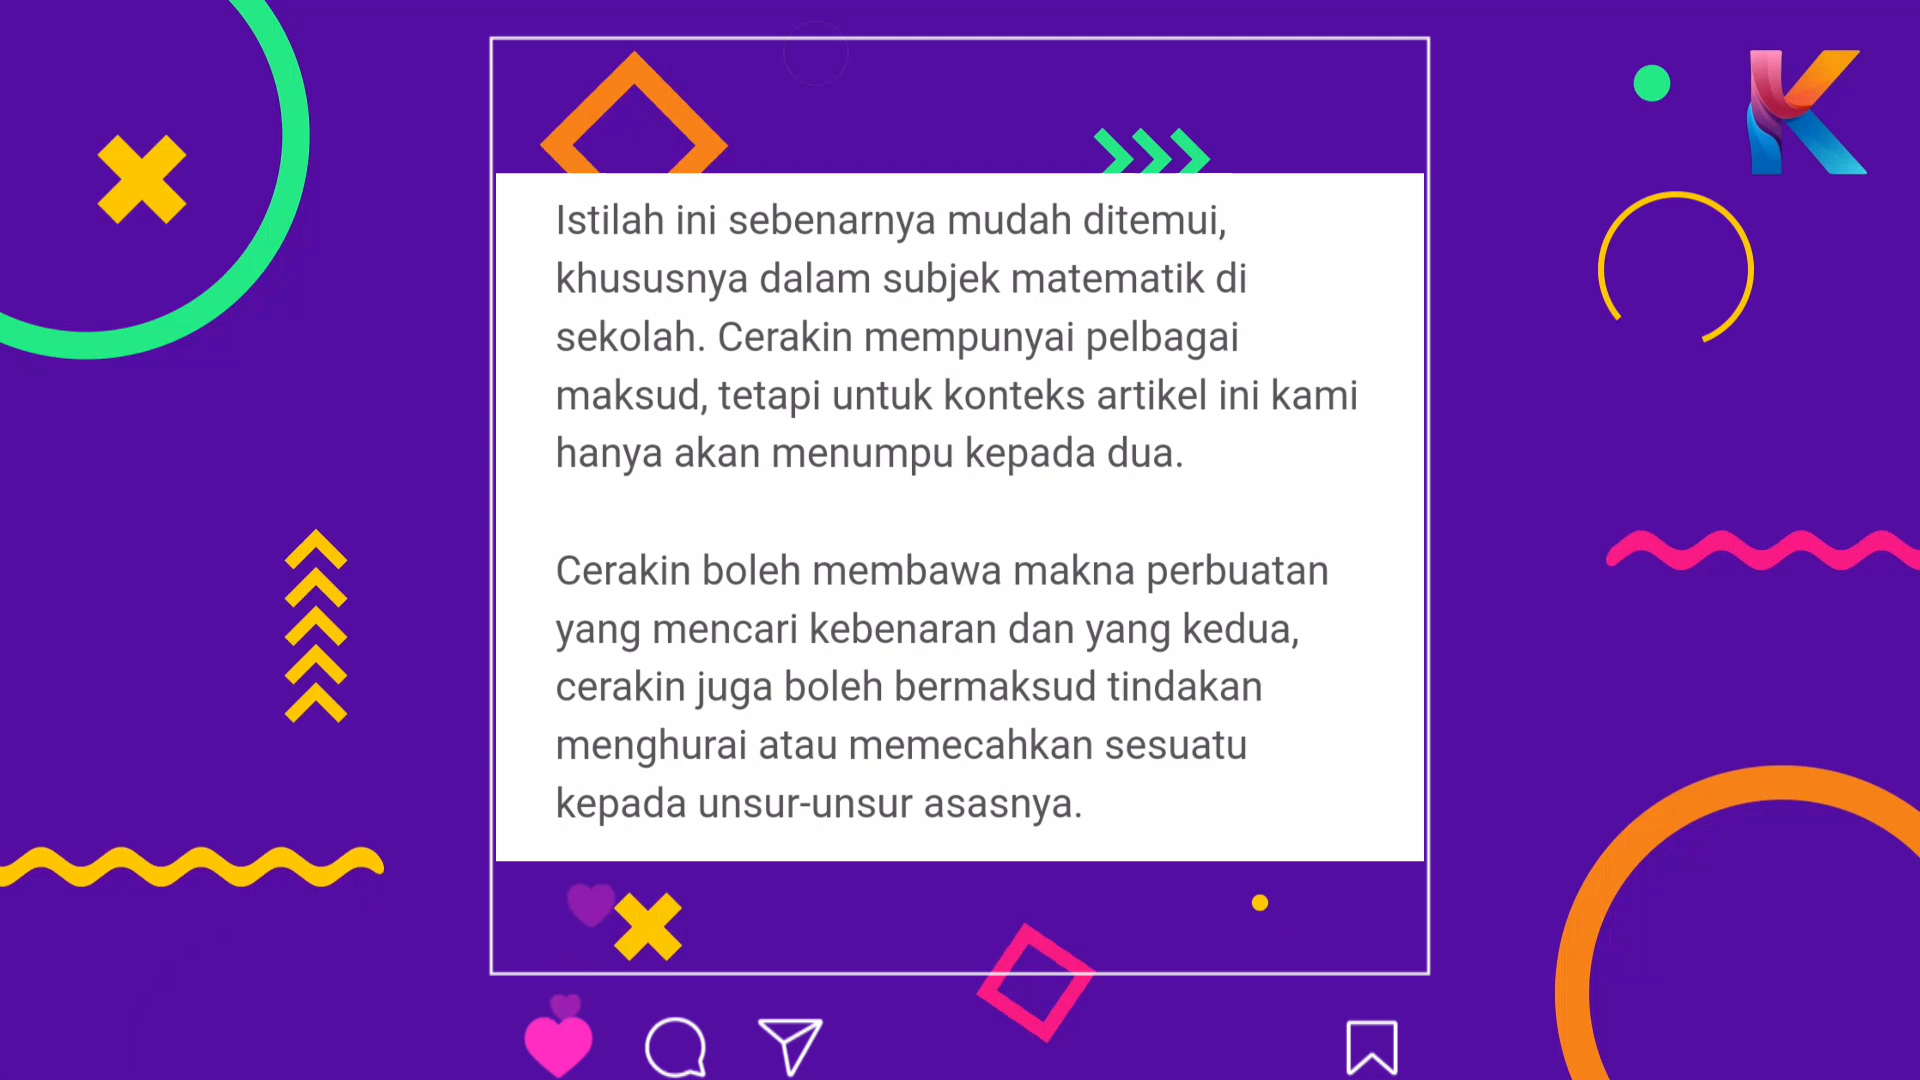 Istilah ini sebenarnya mudah ditemui,
khususnya dalam subjek matematik di
sekolah. Cerakin mempunyai pelbagai
maksud, tetapi untuk konteks artikel ini kami
hanya akan menumpu kepada dua.
Cerakin boleh membawa makna perbuatan
yang mencari kebenaran dan yang kedua,
cerakin juga boleh bermaksud tindakan
menghurai atau memecahkan sesuatu
kepada unsur-unsur asasnya.
K